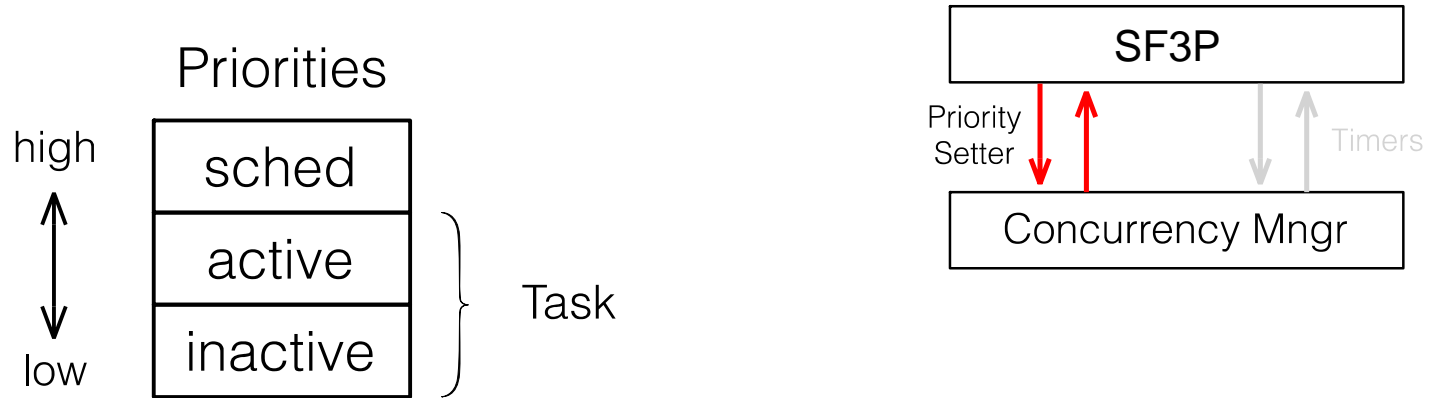 Priorities
high
low
sched
active
inactive
Task
SF3P
Priority
Setter
Timers
Concurrency Mngr